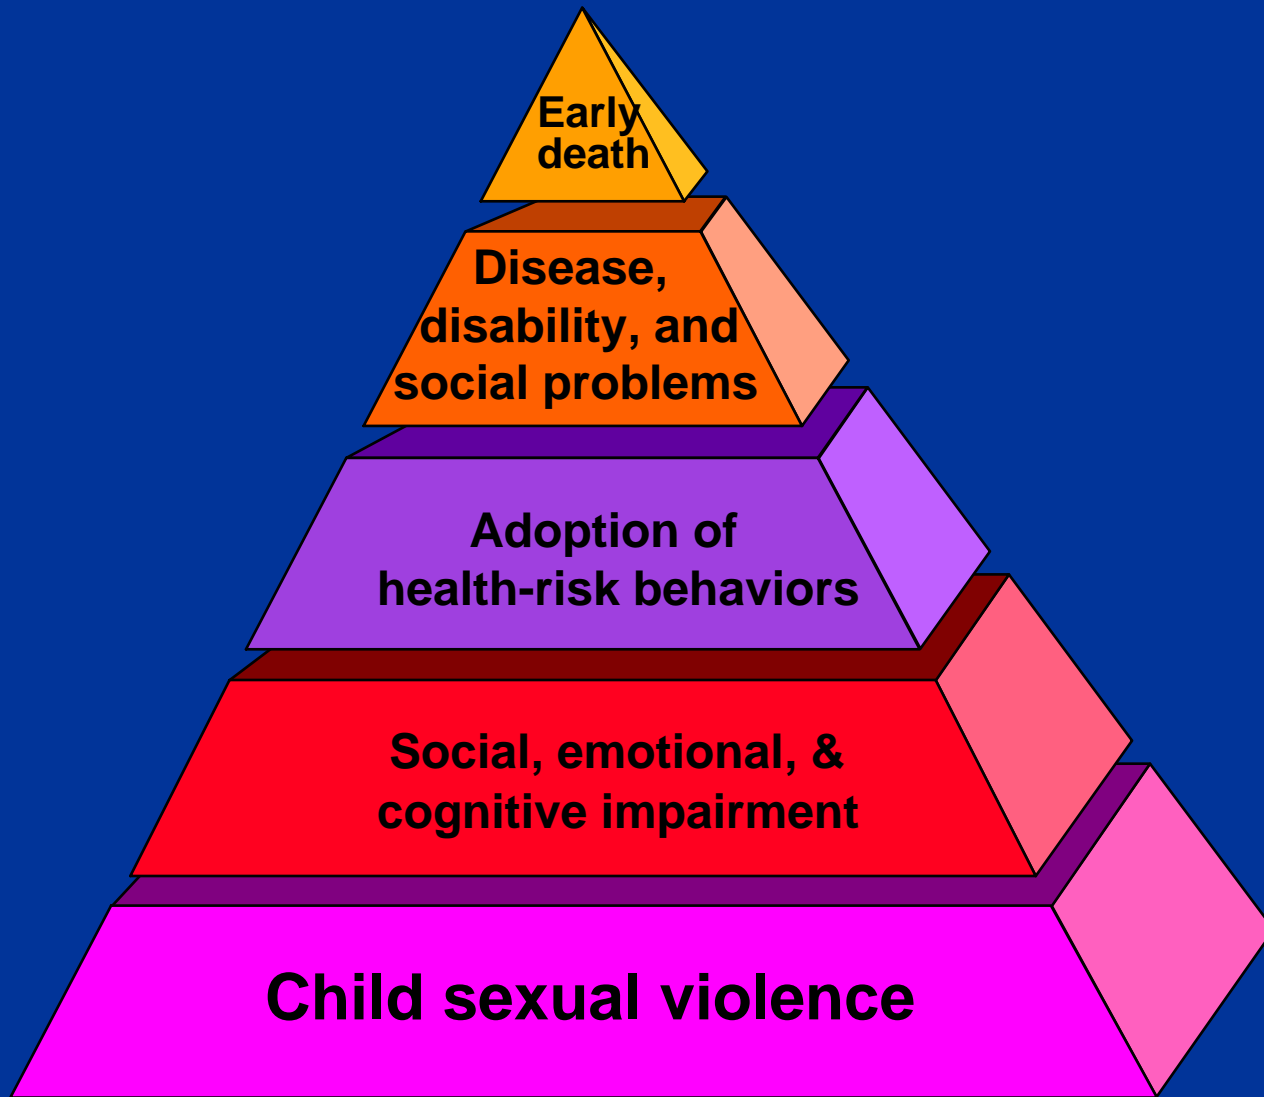 Early
death
Disease,
disability, and
social problems
Adoption of
health-risk behaviors
Social, emotional, &
cognitive impairment
Child sexual violence